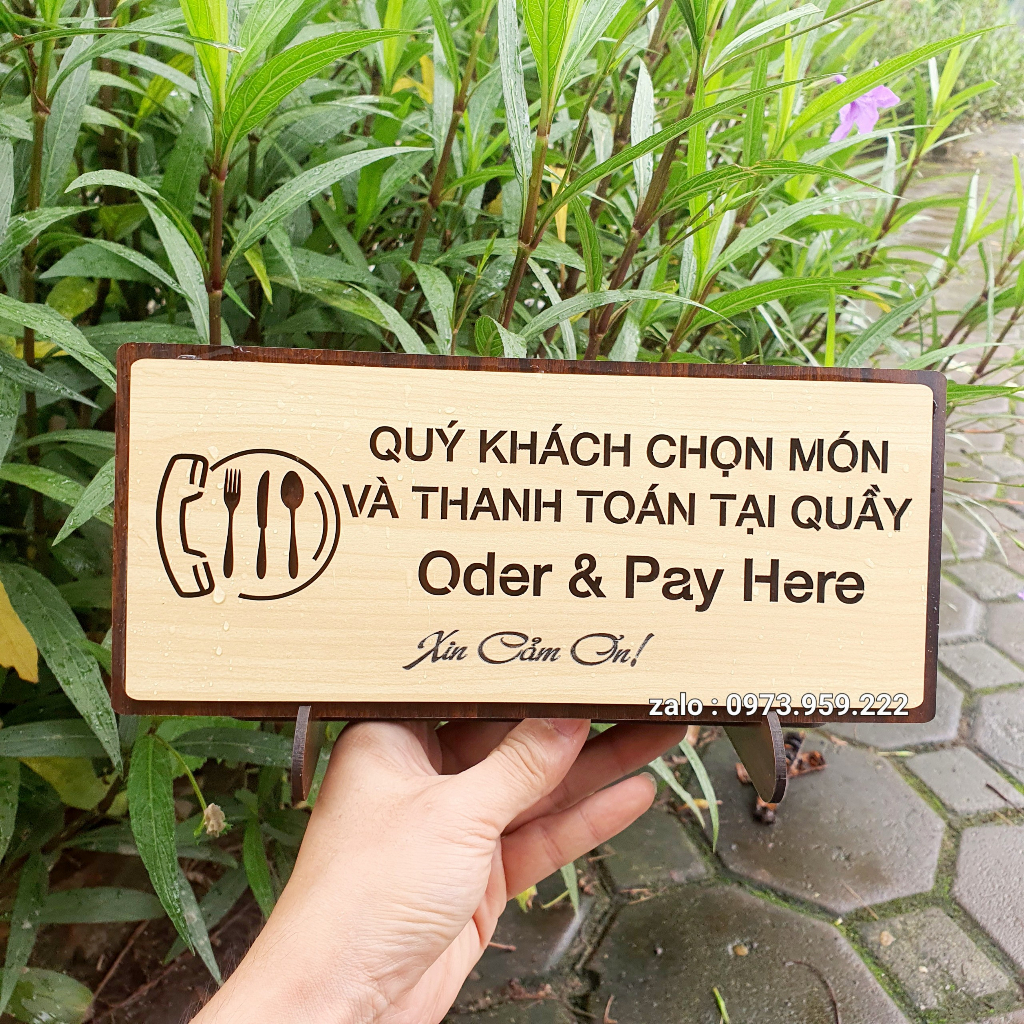 QUÝ KHÁCH CHỌN MÓN
VÀ THANH TOÁN TẠI QUẦY
Oder & Pay Here
Xin Cảm Ơn!
zalo : 0973.959.222